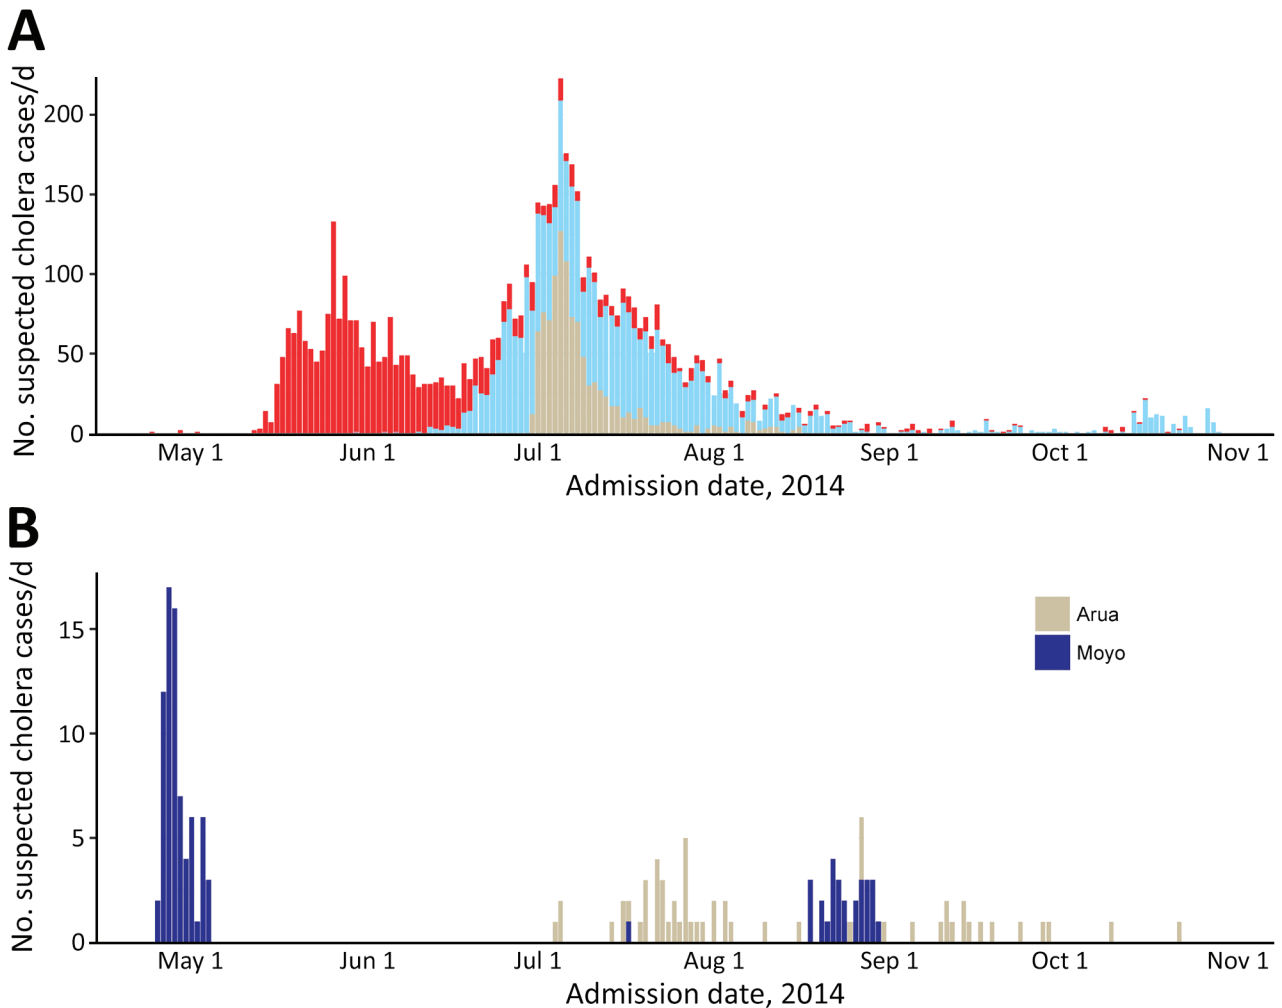 A
No. suspected cholera cases/d
200
150
100
50
0
May 1 Jun 1 Jul 1 Aug 1 Sep 1 Oct 1 Nov 1
Admission date, 2014
B
No. suspected cholera cases/d
15
10
5
0
Arua
Moyo
May 1 Jun 1 Jul 1 Aug 1 Sep 1 Oct 1 Nov 1
Admission date, 2014